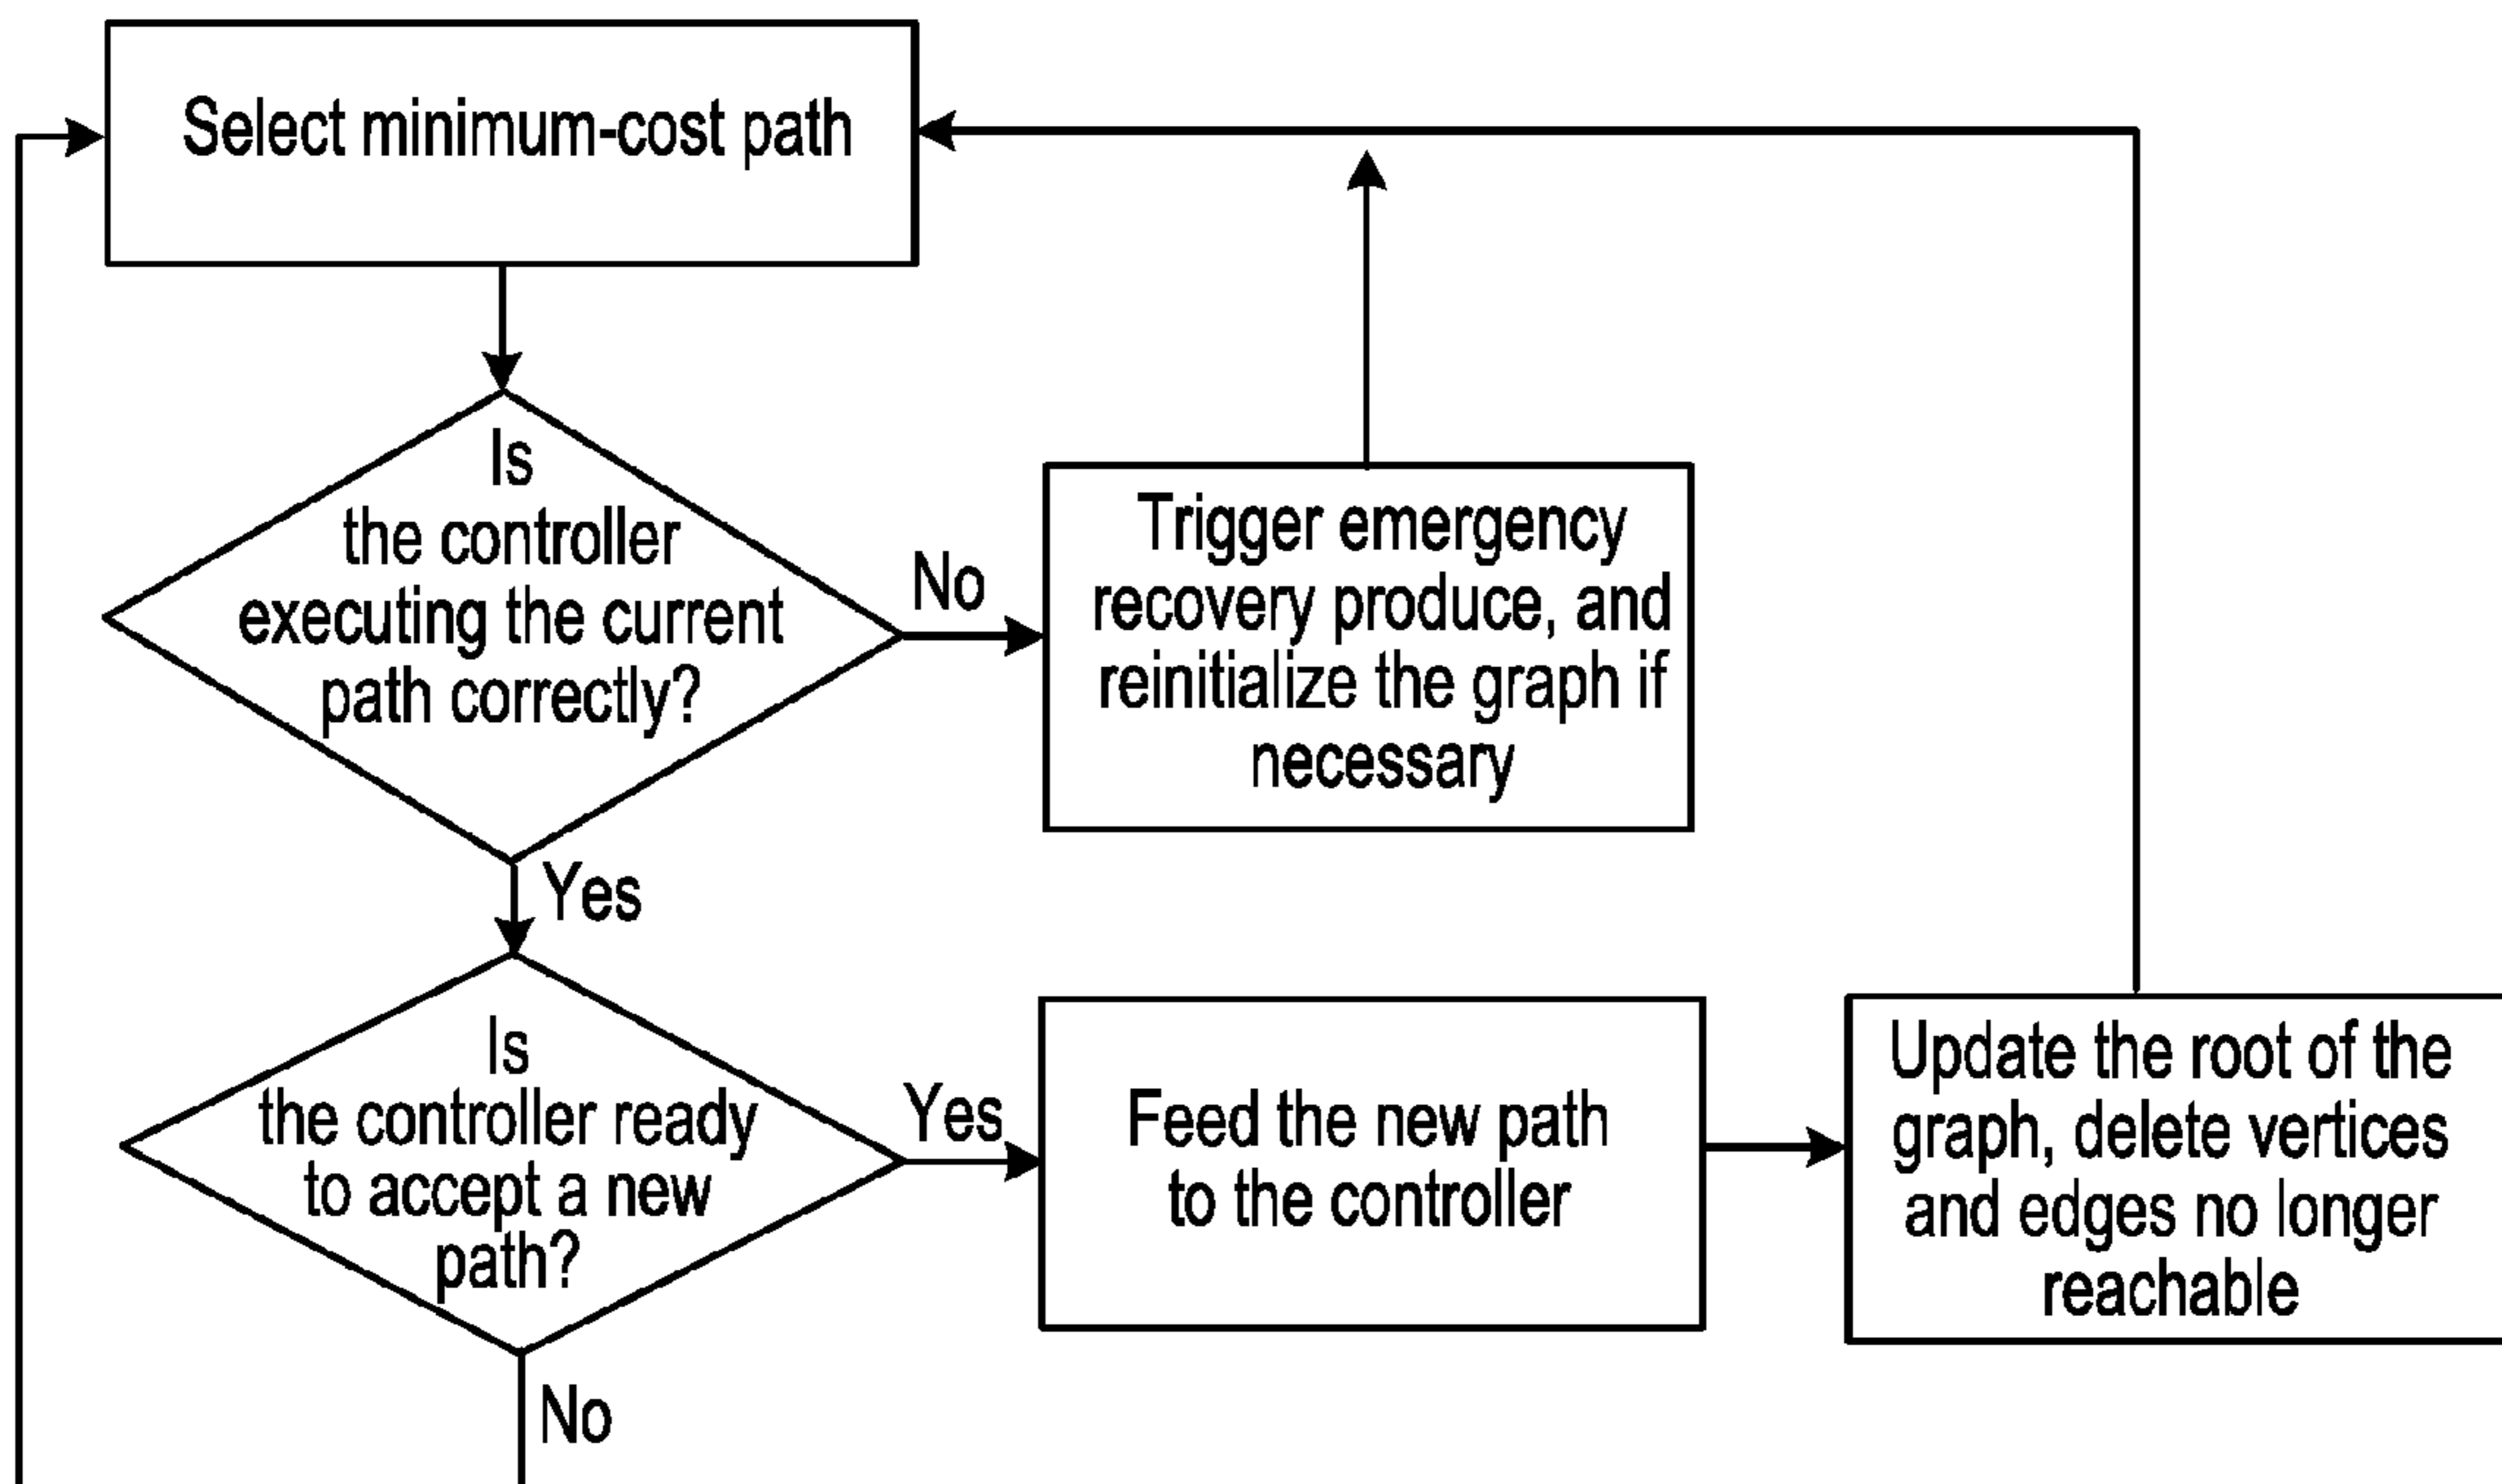 Select minimum-cost path
Is
the controller
executing the current
path correctly?
No
Trigger emergency
recovery produce, and
reinitialize the graph if
necessary
Yes
Is
the controller ready
to accept a new
path?
Yes
Feed the new path
to the controller
Update the root of the
graph, delete vertices
and edges no longer
reachable
No